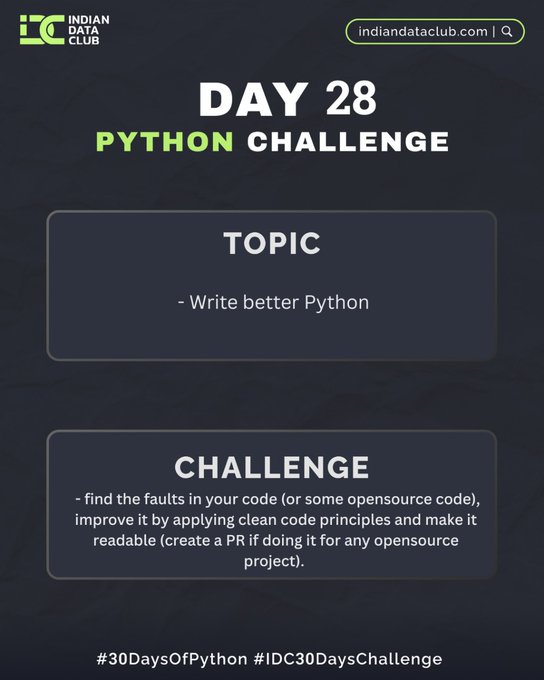 INDIAN
DATA
CLUB
indiandataclub.com |
DAY 28
PYTHON CHALLENGE
TOPIC
- Write better Python
CHALLENGE
- find the faults in your code (or some opensource code),
improve it by applying clean code principles and make it
readable (create a PR if doing it for any opensource
project).
#30DaysOfPython #IDC30DaysChallenge